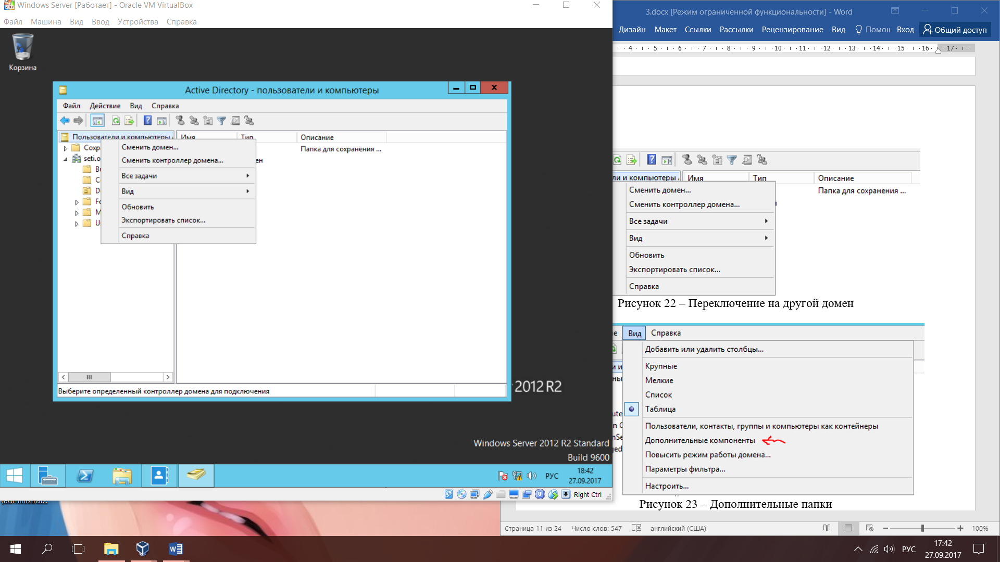 Windows Server [Работает] - Oracle VM VirtualBox
Файл Машина Вид Ввод Устройства Справка
Корзина
Active Directory - пользователи и компьютеры
Файл Действие Вид Справка
Пользователи и компьютеры
Имя Тип Описание
Папка для сохранения ...
seti.o
Сменить домен...
Сменить контроллер домена...
Все задачи
Вид
Обновить
Экспортировать список...
Справка
Выберите определенный контроллер домена для подключения
2012 R2
Windows Server 2012 R2 Standard
Build 9600
РУС
18:42
27.09.2017
Right Ctrl
3.docx [Режим ограниченной функциональности] - Word
Дизайн Макет Ссылки Рассылки Рецензирование Вид Помощ Вход Общий доступ
4 5 6 7 8 9 10 11 12 13 14 15 16 17
ли и компьютеры Имя Тип Описание
Папка для сохранения ...
Сменить домен...
Сменить контроллер домена...
Все задачи
Вид
Обновить
Экспортировать список...
Справка
Рисунок 22 – Переключение на другой домен
е Вид Справка
Добавить или удалить столбцы...
Крупные
Мелкие
Список
Таблица
Пользователи, контакты, группы и компьютеры как контейнеры
Дополнительные компоненты
Повысить режим работы домена...
Параметры фильтра...
Настроить...
Рисунок 23 – Дополнительные папки
Страница 11 из 24 Число слов: 547 английский (США) 100%
(administrat...
РУС
17:42
27.09.2017